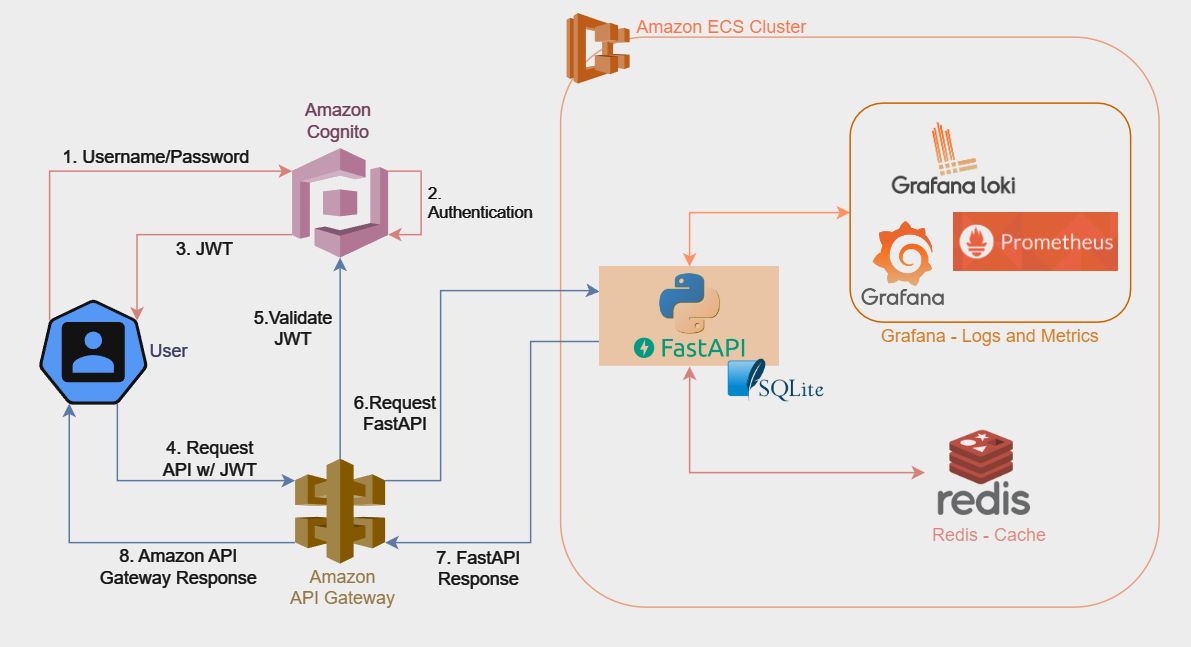 Amazon ECS Cluster
Amazon
Cognito
1. Username/Password
2.
Authentication
3. JWT
User
5.Validate
JWT
4. Request
API w/ JWT
6.Request
FastAPI
7. FastAPI
Response
8. Amazon API
Gateway Response
Amazon
API Gateway
FastAPI
SQLite
Grafana loki
Prometheus
Grafana
Grafana - Logs and Metrics
redis
Redis - Cache